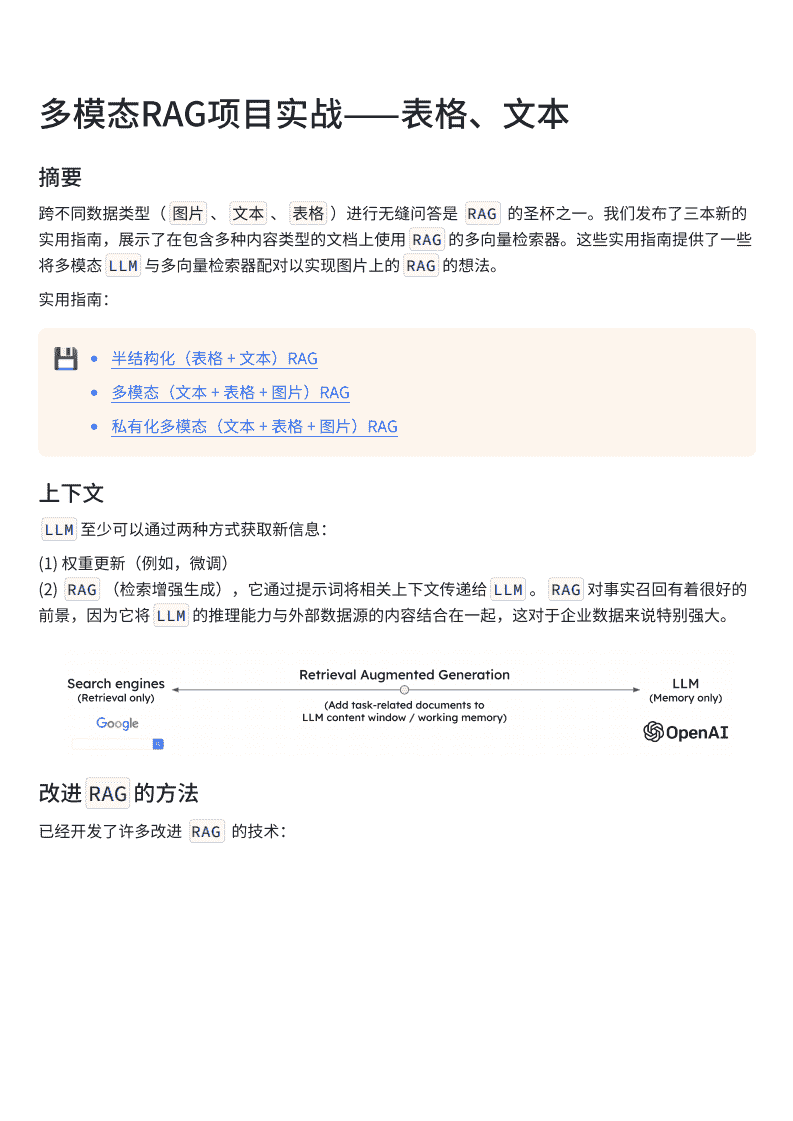 多模态RAG项目实战——表格、文本
摘要
跨不同数据类型（图片、文本、表格）进行无缝问答是 RAG 的圣杯之一。我们发布了三本新的
实用指南，展示了在包含多种内容类型的文档上使用 RAG 的多向量检索器。这些实用指南提供了一些
将多模态 LLM 与多向量检索器配对以实现图片上的 RAG 的想法。
实用指南：
• 半结构化（表格 + 文本）RAG
• 多模态（文本 + 表格 + 图片）RAG
• 私有化多模态（文本 + 表格 + 图片）RAG
上下文
LLM 至少可以通过两种方式获取新信息：
(1) 权重更新（例如，微调）
(2) RAG （检索增强生成），它通过提示词将相关上下文传递给 LLM 。 RAG 对事实召回有着很好的
前景，因为它将 LLM 的推理能力与外部数据源的内容结合在一起，这对于企业数据来说特别强大。
Retrieval Augmented Generation
Search engines
(Retrieval only)
LLM
(Memory only)
(Add task-related documents to
LLM content window / working memory)
Google
OpenAI
改进 RAG 的方法
已经开发了许多改进 RAG 的技术：